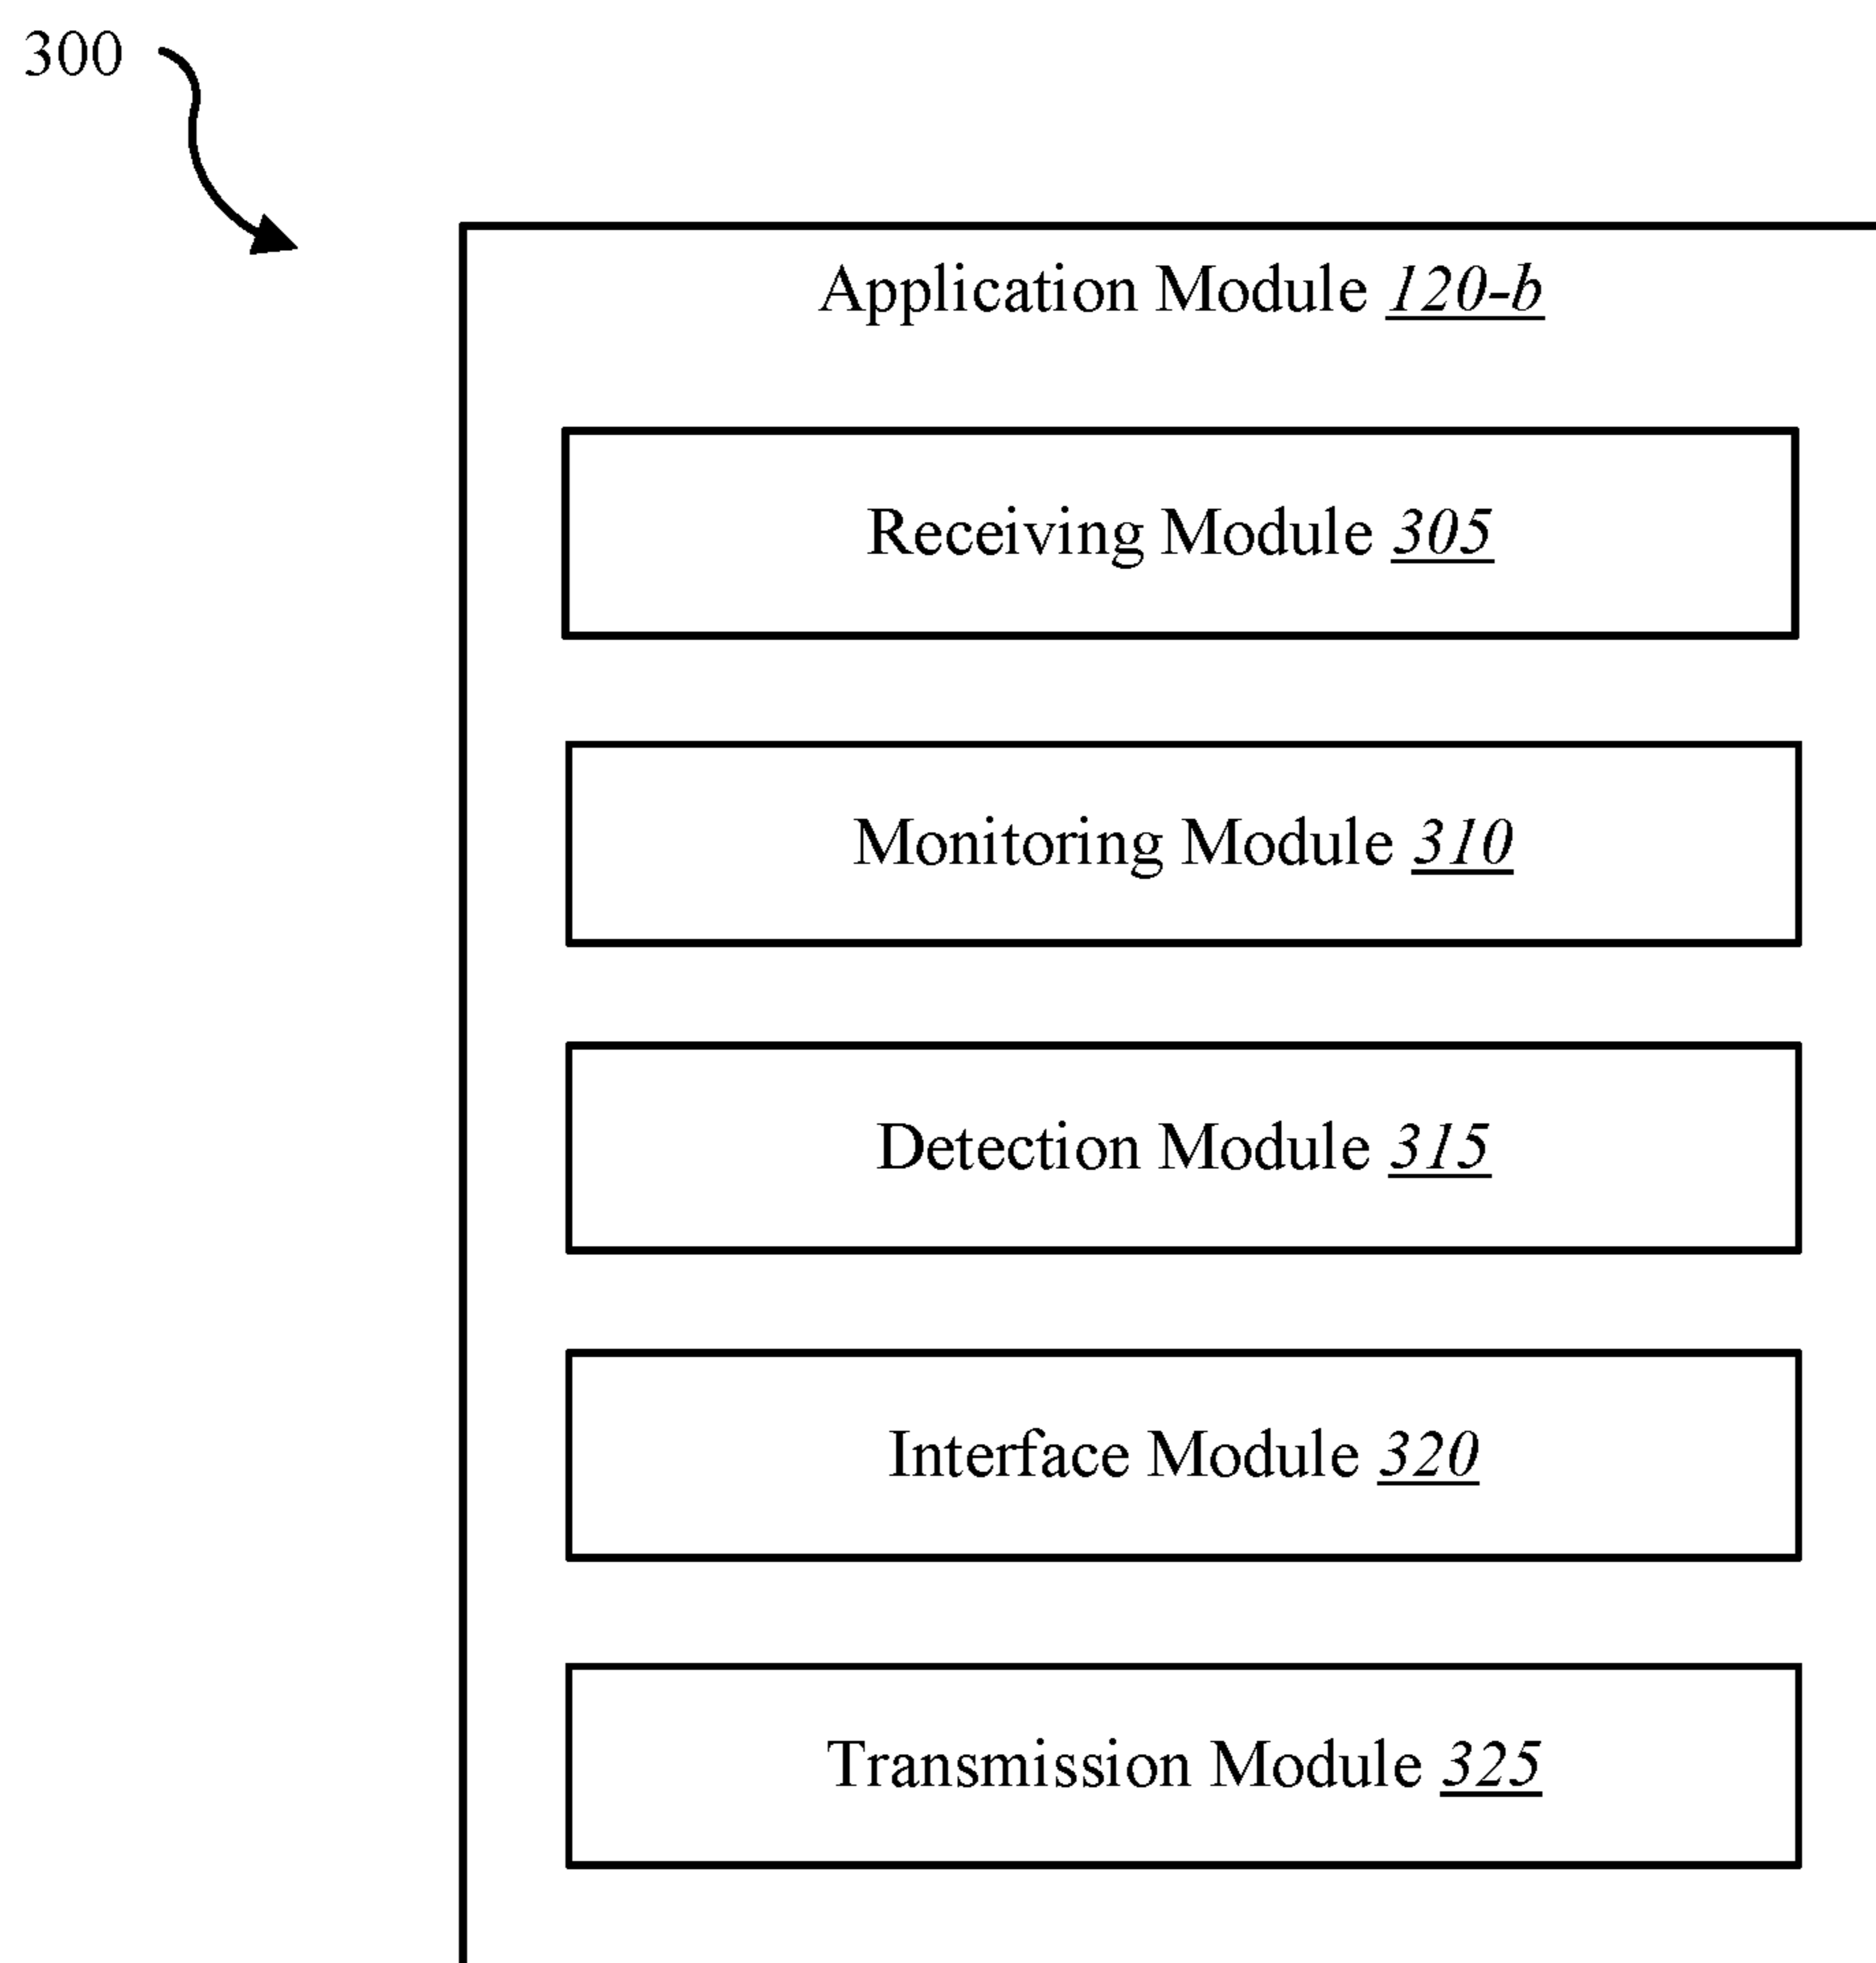 300
Application Module 120-b
Receiving Module 305
Monitoring Module 310
Detection Module 315
Interface Module 320
Transmission Module 325